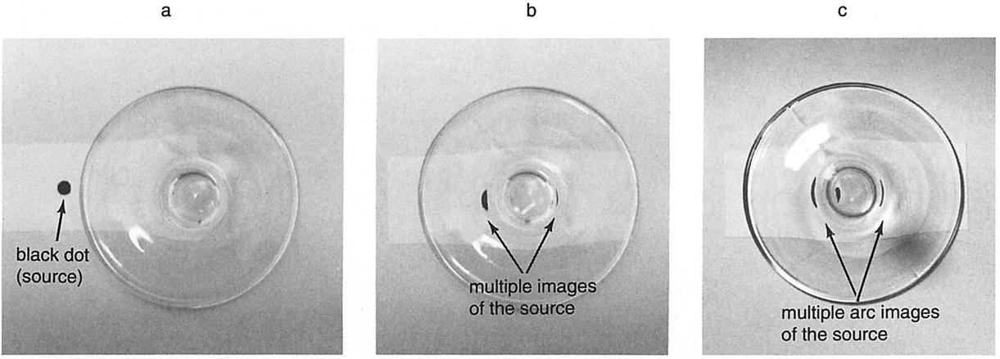 a
b
c
black dot
(source)
multiple images
of the source
multiple arc images
of the source